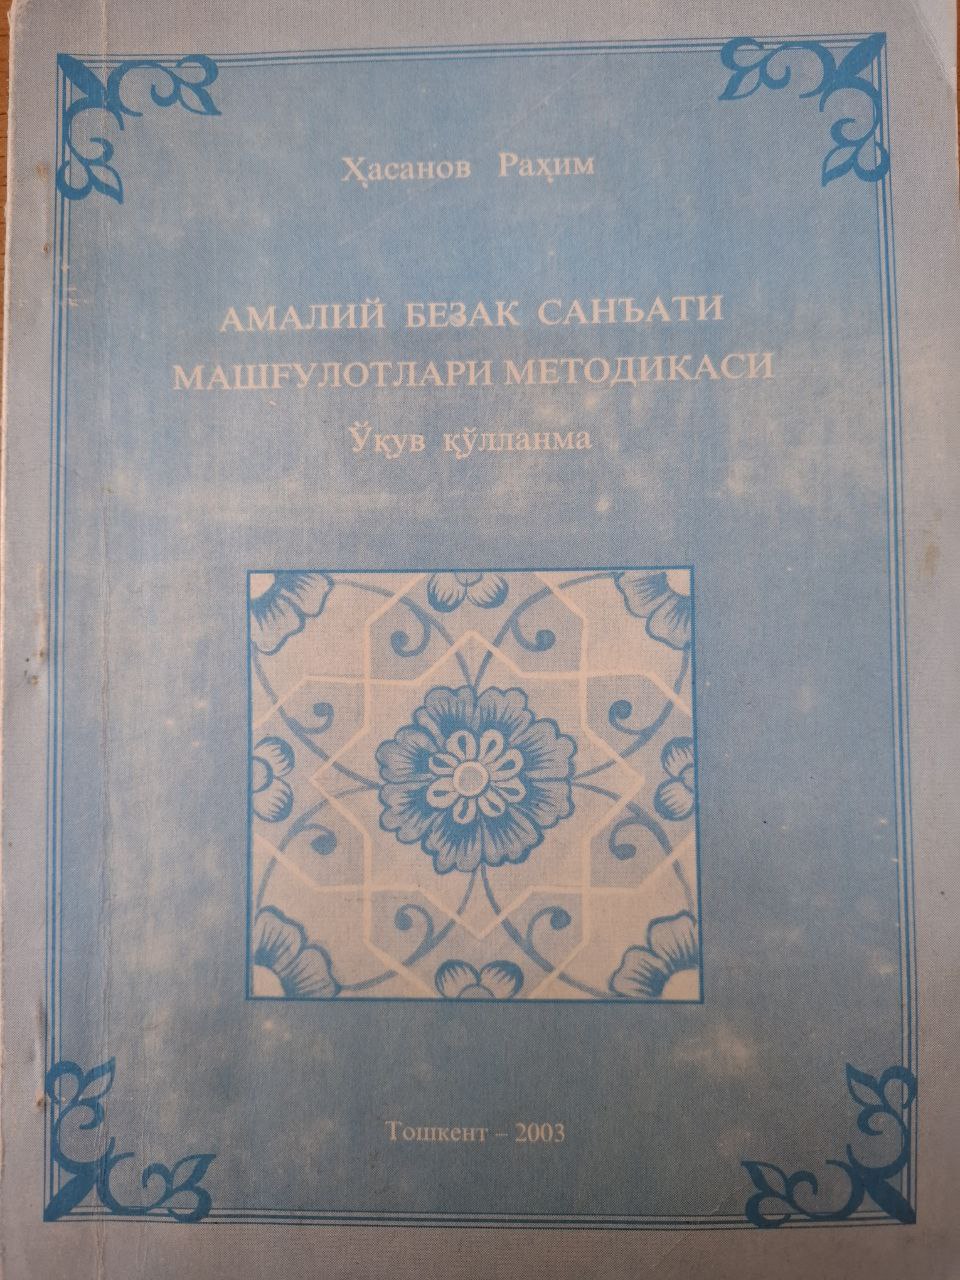 Ҳасанов Раҳим
АМАЛИЙ БЕЗАК САНЪАТИ
МАШҒУЛОТЛАРИ МЕТОДИКАСИ
Ўқув қўлланма
Тошкент – 2003